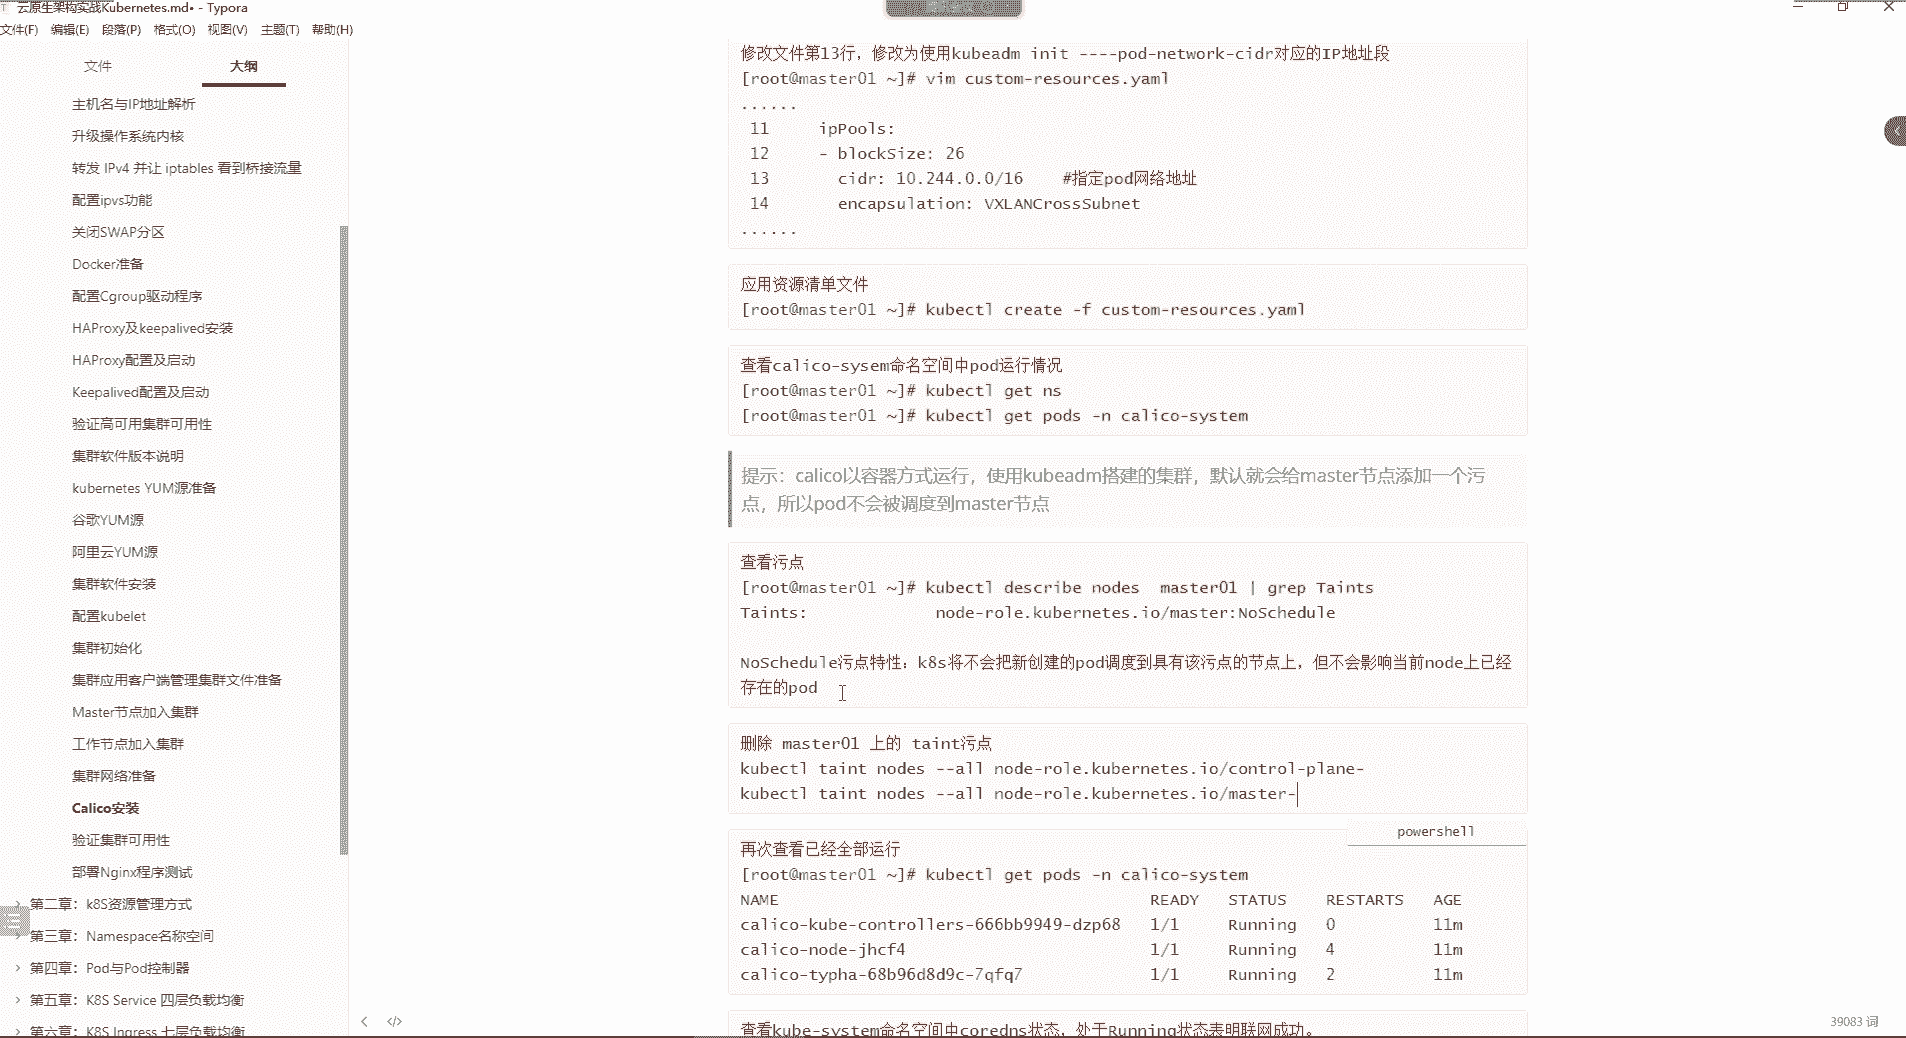 云原生架构实战Kubernetes.md• - Typora
文件(F) 编辑(E) 段落(P) 格式(O) 视图(V) 主题(T) 帮助(H)
文件 大纲
主机名与IP地址解析
升级操作系统内核
转发 IPv4 并让 iptables 看到桥接流量
配置ipvs功能
关闭SWAP分区
Docker准备
配置Cgroup驱动程序
HAProxy及keepalived安装
HAProxy配置及启动
Keepalived配置及启动
验证高可用集群可用性
集群软件版本说明
kubernetes YUM源准备
谷歌YUM源
阿里云YUM源
集群软件安装
配置kubelet
集群初始化
集群应用客户端管理集群文件准备
Master节点加入集群
工作节点加入集群
集群网络准备
Calico安装
验证集群可用性
部署Nginx程序测试
第二章：k8S资源管理方式
第三章：Namespace名称空间
第四章：Pod与Pod控制器
第五章：K8S Service 四层负载均衡
第六章：K8S Ingress 七层负载均衡
修改文件第13行，修改为使用kubeadm init ----pod-network-cidr对应的IP地址段
[root@master01 ~]# vim custom-resources.yaml
......
11 ipPools:
12 - blockSize: 26
13 cidr: 10.244.0.0/16 #指定pod网络地址
14 encapsulation: VXLANCrossSubnet
......
应用资源清单文件
[root@master01 ~]# kubectl create -f custom-resources.yaml
查看calico-sysem命名空间中pod运行情况
[root@master01 ~]# kubectl get ns
[root@master01 ~]# kubectl get pods -n calico-system
提示：calico以容器方式运行，使用kubeadm搭建的集群，默认就会给master节点添加一个污
点，所以pod不会被调度到master节点
查看污点
[root@master01 ~]# kubectl describe nodes master01 | grep Taints
Taints: node-role.kubernetes.io/master:NoSchedule
NoSchedule污点特性：k8s将不会把新创建的pod调度到具有该污点的节点上，但不会影响当前node上已经
存在的pod
删除 master01 上的 taint污点
kubectl taint nodes --all node-role.kubernetes.io/control-plane-
kubectl taint nodes --all node-role.kubernetes.io/master-
powershell
再次查看已经全部运行
[root@master01 ~]# kubectl get pods -n calico-system
NAME READY STATUS RESTARTS AGE
calico-kube-controllers-666bb9949-dzp68 1/1 Running 0 11m
calico-node-jhcf4 1/1 Running 4 11m
calico-typha-68b96d8d9c-7qfq7 1/1 Running 2 11m
查看kube-system命名空间中coredns状态，处于Running状态表明联网成功。
39083 词